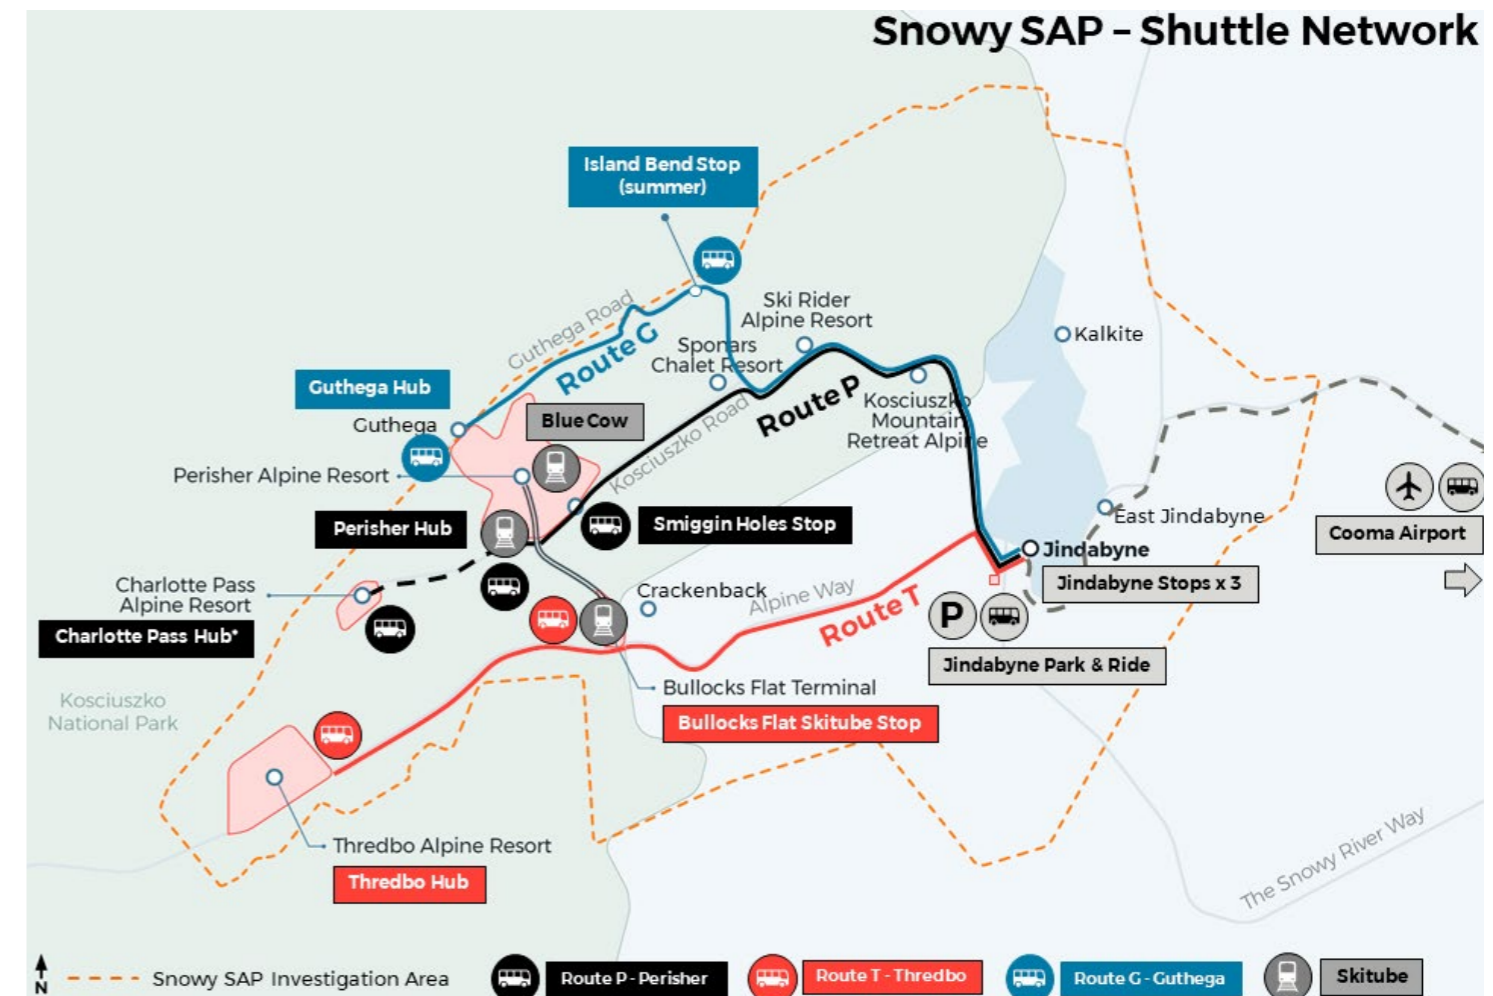 Snowy SAP – Shuttle Network
Island Bend Stop
(summer)
Guthega Road
Route G
Ski Rider
Alpine Resort
Sponars
Chalet Resort
Kalkite
Guthega Hub
Guthega
Blue Cow
Route P
Kosciuszko Road
Kosciuszko
Mountain
Retreat Alpine
Perisher Alpine Resort
Perisher Hub
Smiggin Holes Stop
East Jindabyne
Cooma Airport
Jindabyne
Jindabyne Stops x 3
Charlotte Pass
Alpine Resort
Charlotte Pass Hub*
Crackenback
Alpine Way
Route T
P
Jindabyne Park & Ride
Kosciuszko
National Park
Bullocks Flat Terminal
Bullocks Flat Skitube Stop
Thredbo Alpine Resort
Thredbo Hub
The Snowy River Way
N
Snowy SAP Investigation Area
Route P - Perisher
Route T - Thredbo
Route G - Guthega
Skitube